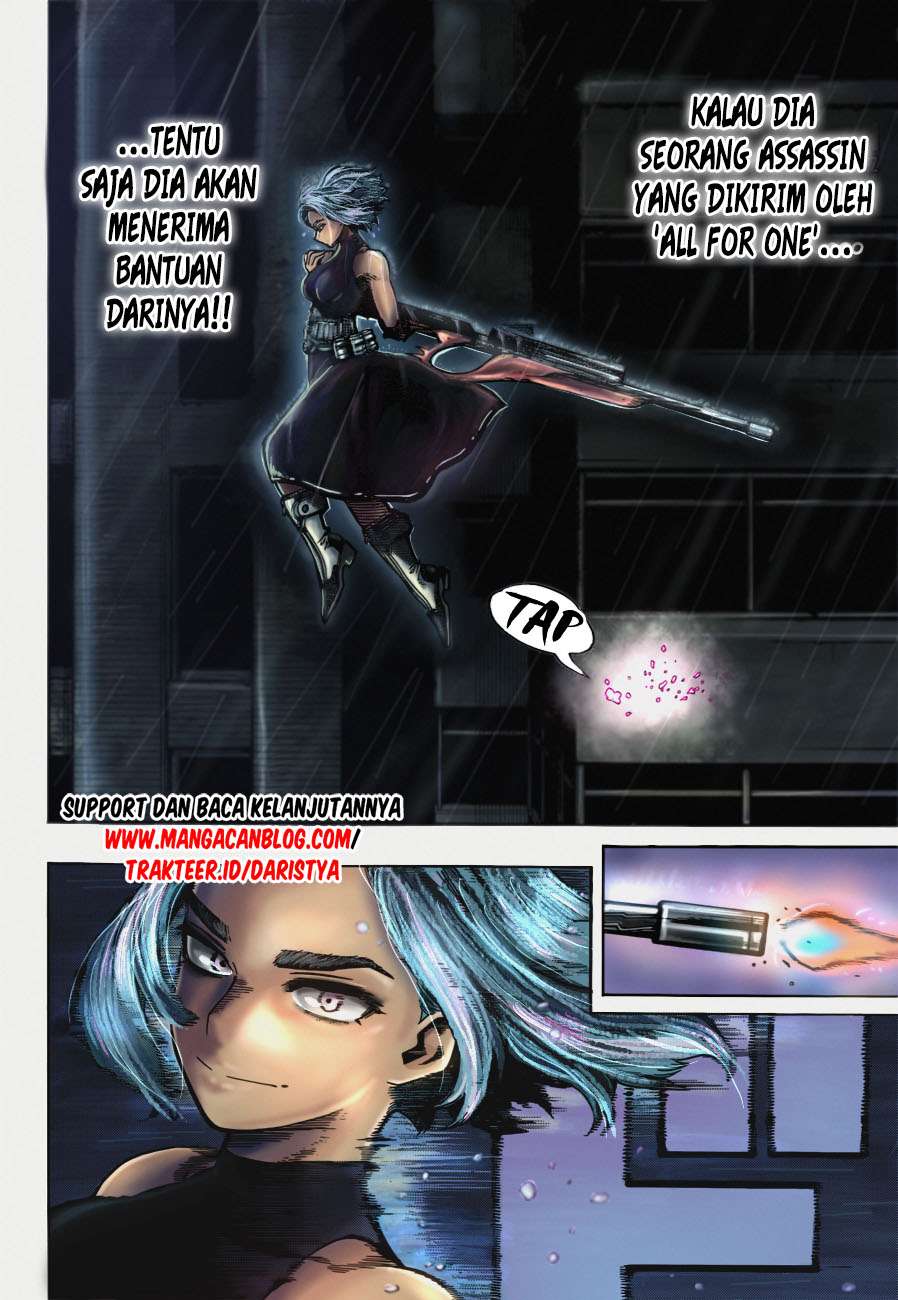 KALAU DIA
SEORANG ASSASSIN
YANG DIKIRIM OLEH
'ALL FOR ONE'...
...TENTU
SAJA DIA AKAN
MENERIMA
BANTUAN
DARINYA!!
TAP
SUPPORT DAN BACA KELANJUTANNYA
WWW.MANGACANBLOG.COM/
TRAKTEER.ID/DARISTYA